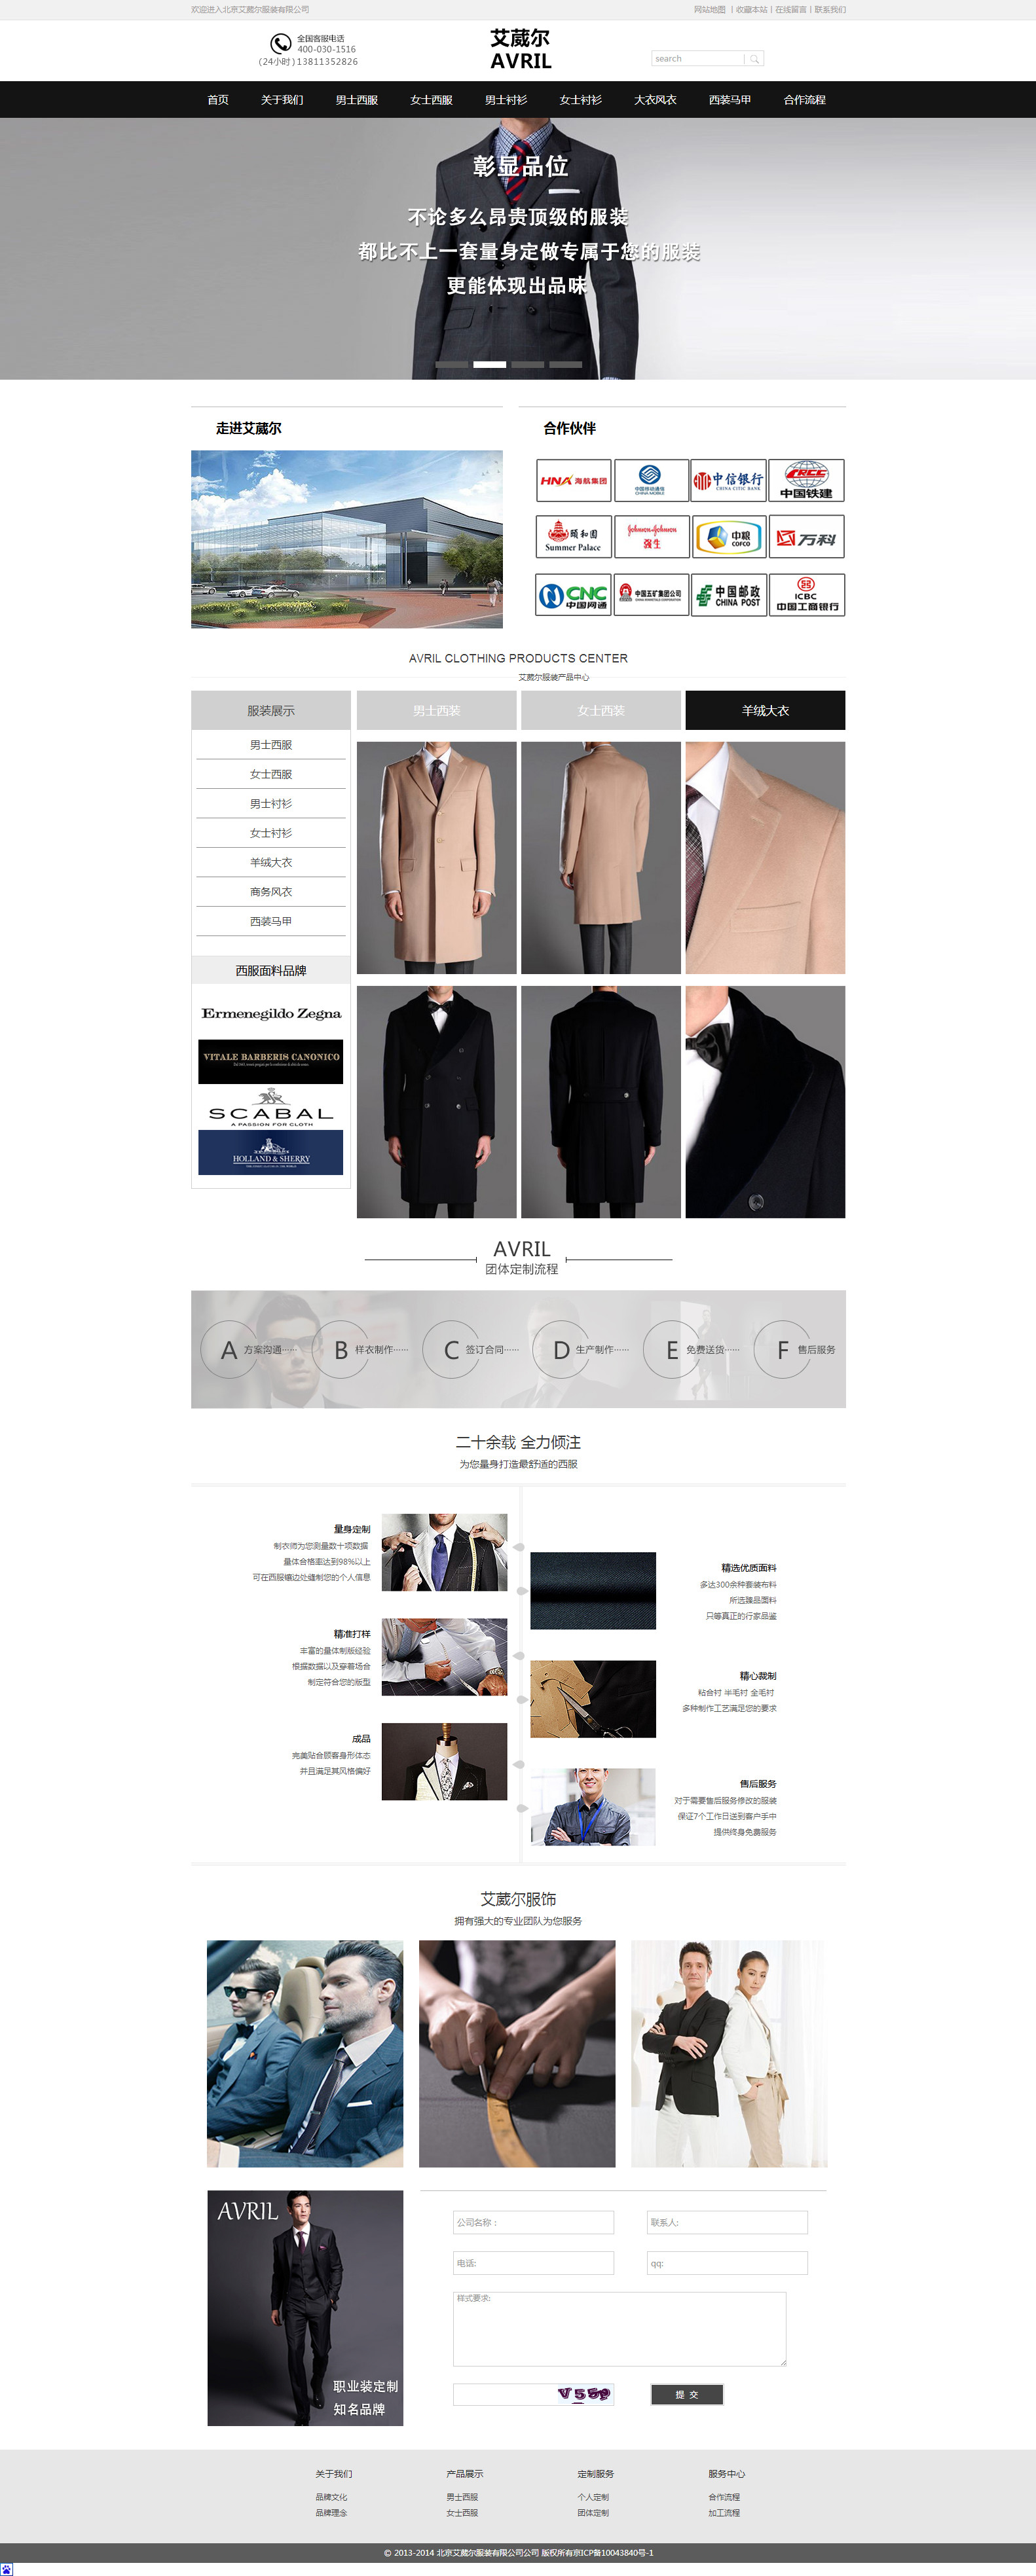 欢迎进入北京艾葳尔服装有限公司
网站地图 | 收藏本站 | 在线留言 | 联系我们
全国客服电话
400-030-1516
(24小时)13811352826
艾葳尔
AVRIL
search
首页 关于我们 男士西服 女士西服 男士衬衫 女士衬衫 大衣风衣 西装马甲 合作流程
彰显品位
不论多么昂贵顶级的服装
都比不上一套量身定做专属于您的服装
更能体现出品味
走进艾葳尔
合作伙伴
HNA 海航集团
中国移动通信
CHINA MOBILE
中信银行
CHINA CITIC BANK
CRCC
中国铁建
颐和园
Summer Palace
Johnson & Johnson
强生
中粮
COFCO
万科
CNC
中国网通
中国五矿集团公司
CHINA MINMETALS CORPORATION
中国邮政
CHINA POST
ICBC
中国工商银行
AVRIL CLOTHING PRODUCTS CENTER
艾葳尔服装产品中心
服装展示
男士西装 女士西装 羊绒大衣
男士西服
女士西服
男士衬衫
女士衬衫
羊绒大衣
商务风衣
西装马甲
西服面料品牌
Ermenegildo Zegna
VITALE BARBERIS CANONICO
SCABAL
A PASSION FOR CLOTH
HOLLAND & SHERRY
AVRIL
团体定制流程
A 方案沟通······
B 样衣制作······
C 签订合同······
D 生产制作······
E 免费送货······
F 售后服务
二十余载 全力倾注
为您量身打造最舒适的西服
量身定制
制衣师为您测量数十项数据
量体合格率达到98%以上
可在西服镶边处缝制您的个人信息
精选优质面料
多达300余种套装布料
所选臻品面料
只等真正的行家品鉴
精准打样
丰富的量体制版经验
根据数据以及穿着场合
制定符合您的版型
精心裁制
粘合衬 半毛衬 全毛衬
多种制作工艺满足您的要求
成品
完美贴合顾客身形体态
并且满足其风格偏好
售后服务
对于需要售后服务修改的服装
保证7个工作日送到客户手中
提供终身免费服务
艾葳尔服饰
拥有强大的专业团队为您服务
AVRIL
职业装定制
知名品牌
公司名称：
联系人:
电话:
qq:
样式要求:
V55P
提 交
关于我们 产品展示 定制服务 服务中心
品牌文化 男士西服 个人定制 合作流程
品牌理念 女士西服 团体定制 加工流程
© 2013-2014 北京艾葳尔服装有限公司公司 版权所有京ICP备10043840号-1